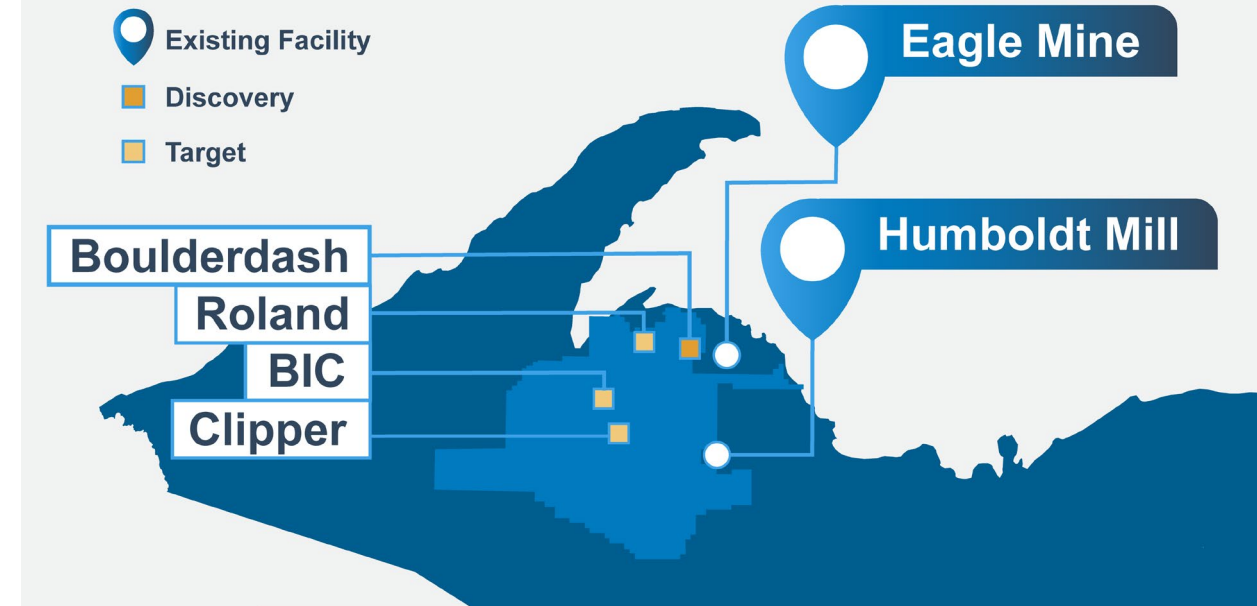 Existing Facility
Discovery
Target
Eagle Mine
Humboldt Mill
Boulderdash
Roland
BIC
Clipper